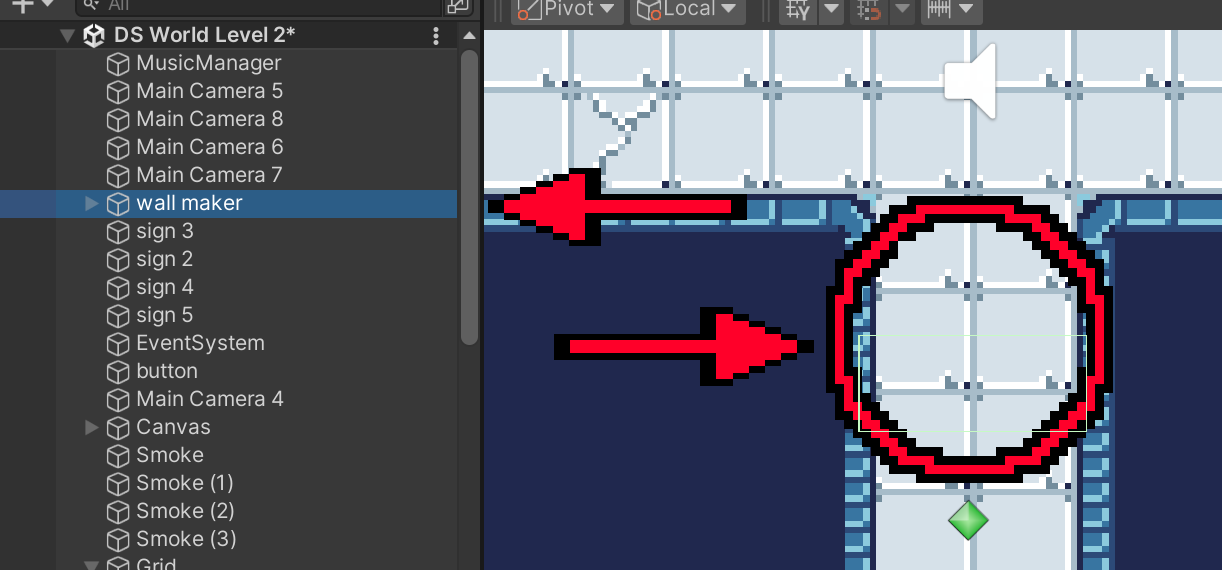 All
Pivot
Local
DS World Level 2*
MusicManager
Main Camera 5
Main Camera 8
Main Camera 6
Main Camera 7
wall maker
sign 3
sign 2
sign 4
sign 5
EventSystem
button
Main Camera 4
Canvas
Smoke
Smoke (1)
Smoke (2)
Smoke (3)
Grid